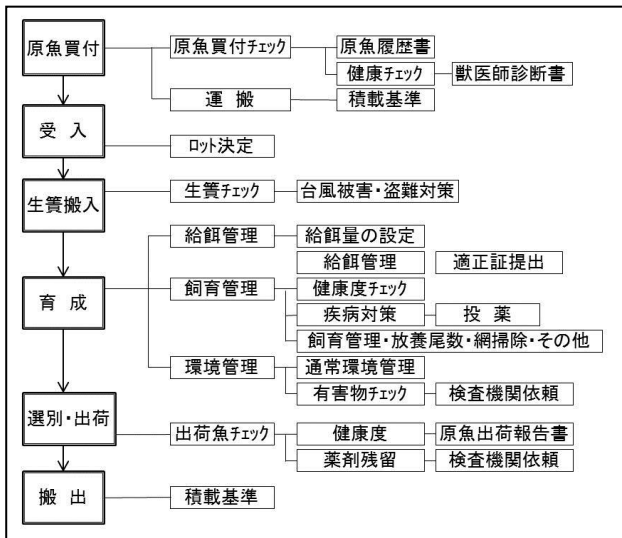 原魚買付 原魚買付チェック 原魚履歴書
健康チェック 獣医師診断書
運 搬 積載基準
受 入
ロット決定
生簀搬入 生簀チェック 台風被害・盗難対策
給餌管理 給餌量の設定
給餌管理 適正証提出
育 成 飼育管理 健康度チェック
疾病対策 投 薬
飼育管理・放養尾数・網掃除・その他
環境管理 通常環境管理
有害物チェック 検査機関依頼
選別・出荷
出荷魚チェック 健康度 原魚出荷報告書
薬剤残留 検査機関依頼
搬 出 積載基準